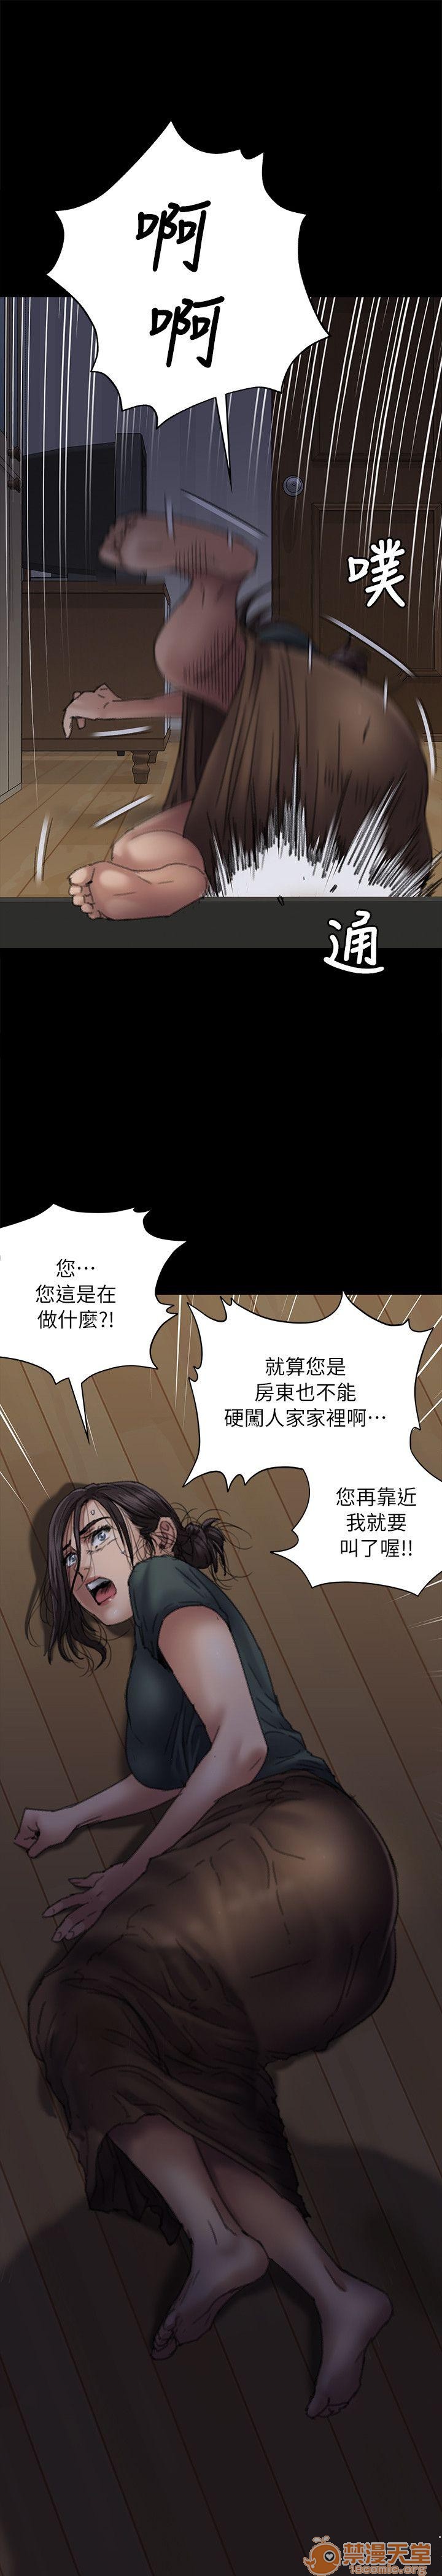 啊
啊
噗
通
您…
您這是在
做什麼?!
就算您是
房東也不能
硬闖人家家裡啊…
您再靠近
我就要
叫了喔!!
禁漫天堂
18comic.org